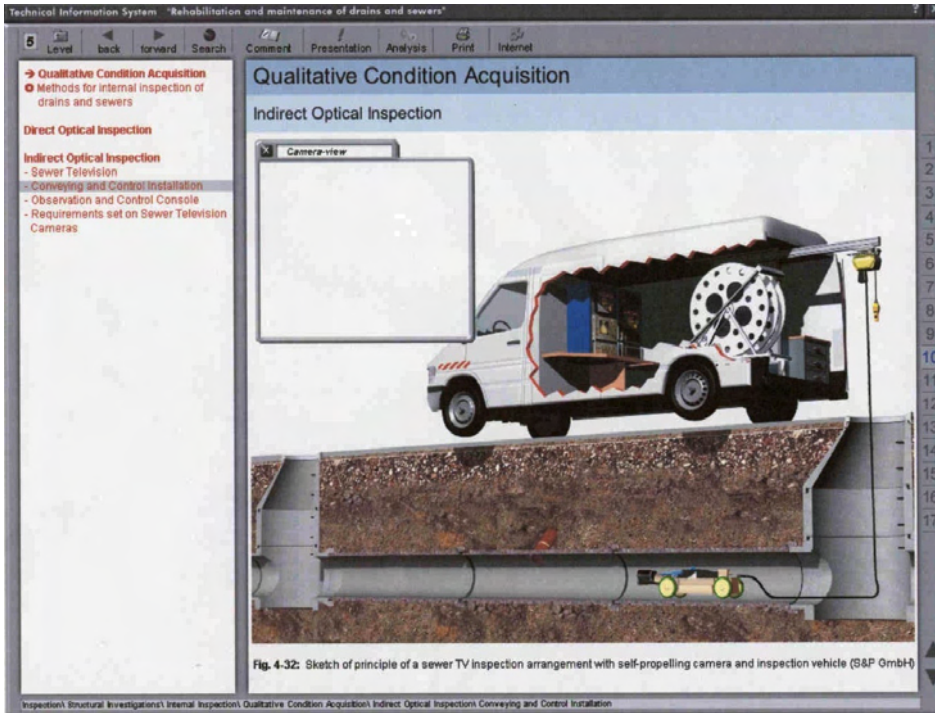 Technical Information System "Rehabilitation and maintenance of drains and sewers"
?
5 Level back forward Search Comment Presentation Analysis Print Internet
Qualitative Condition Acquisition
Methods for internal inspection of
drains and sewers
Direct Optical Inspection
Indirect Optical Inspection
- Sewer Television
- Conveying and Control Installation
- Observation and Control Console
- Requirements set on Sewer Television
Cameras
Qualitative Condition Acquisition
Indirect Optical Inspection
X Camera-view
1
2
3
4
5
6
7
8
9
10
11
12
13
14
15
16
17
Fig. 4-32: Sketch of principle of a sewer TV inspection arrangement with self-propelling camera and inspection vehicle (S&P GmbH)
Inspection\ Structural Investigations\ Internal Inspection\ Qualitative Condition Acquisition\ Indirect Optical Inspection\ Conveying and Control Installation